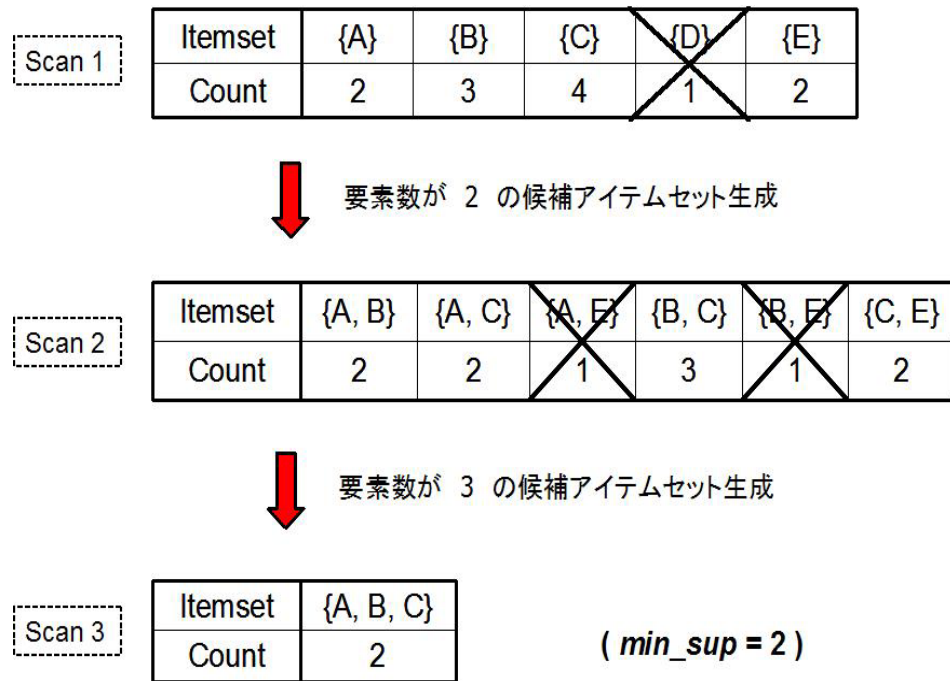 Scan 1
Itemset {A} {B} {C} {D} {E}
Count 2 3 4 1 2
要素数が 2 の候補アイテムセット生成
Scan 2
Itemset {A, B} {A, C} {A, E} {B, C} {B, E} {C, E}
Count 2 2 1 3 1 2
要素数が 3 の候補アイテムセット生成
Scan 3
Itemset {A, B, C}
Count 2
( min_sup = 2 )